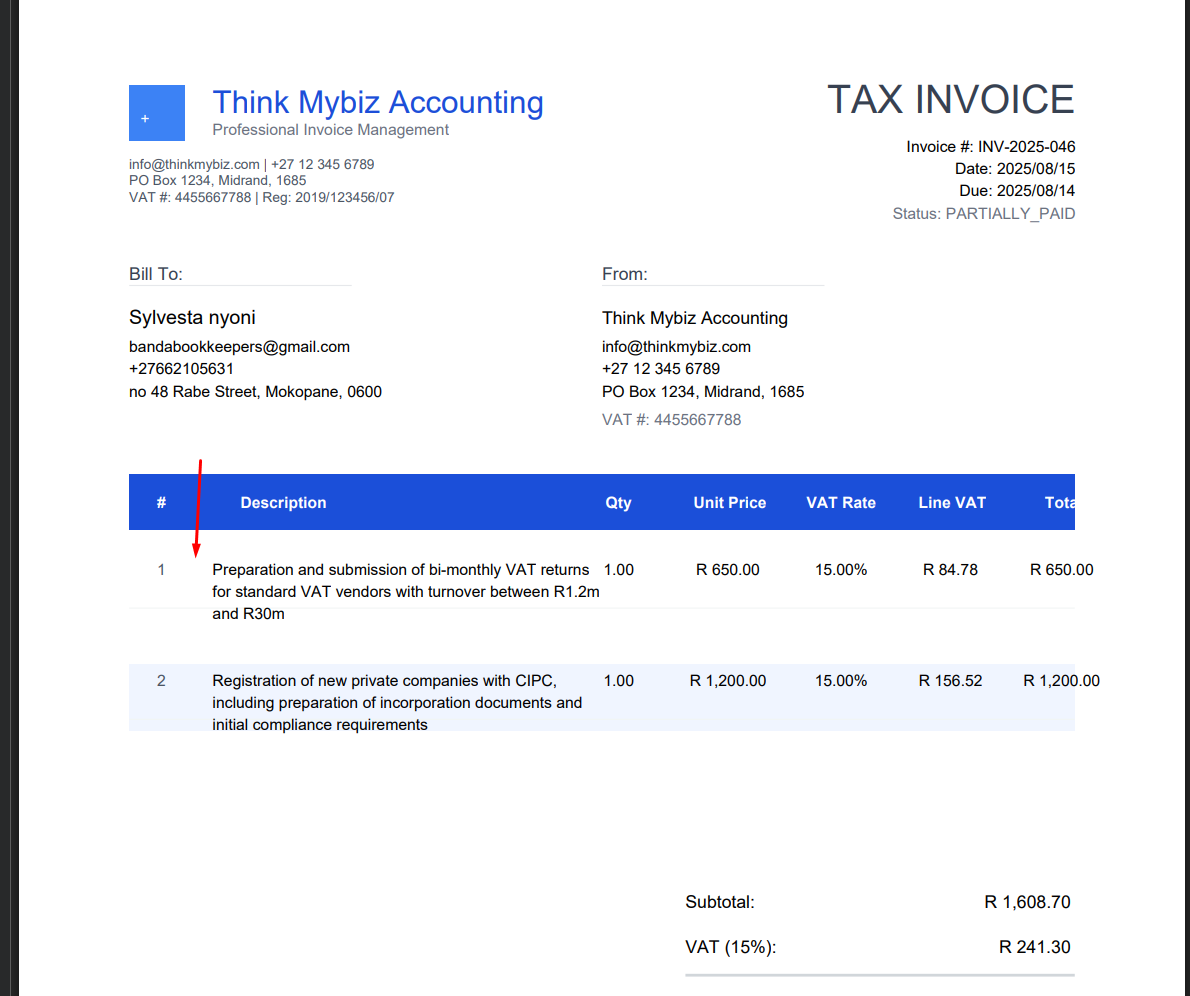 Think Mybiz Accounting
Professional Invoice Management
+
info@thinkmybiz.com | +27 12 345 6789
PO Box 1234, Midrand, 1685
VAT #: 4455667788 | Reg: 2019/123456/07
TAX INVOICE
Invoice #: INV-2025-046
Date: 2025/08/15
Due: 2025/08/14
Status: PARTIALLY_PAID
Bill To:
Sylvesta nyoni
bandabookkeepers@gmail.com
+27662105631
no 48 Rabe Street, Mokopane, 0600
From:
Think Mybiz Accounting
info@thinkmybiz.com
+27 12 345 6789
PO Box 1234, Midrand, 1685
VAT #: 4455667788
# Description Qty Unit Price VAT Rate Line VAT Tota
1 Preparation and submission of bi-monthly VAT returns 1.00 R 650.00 15.00% R 84.78 R 650.00
for standard VAT vendors with turnover between R1.2m
and R30m
2 Registration of new private companies with CIPC, 1.00 R 1,200.00 15.00% R 156.52 R 1,200.00
including preparation of incorporation documents and
initial compliance requirements
Subtotal: R 1,608.70
VAT (15%): R 241.30